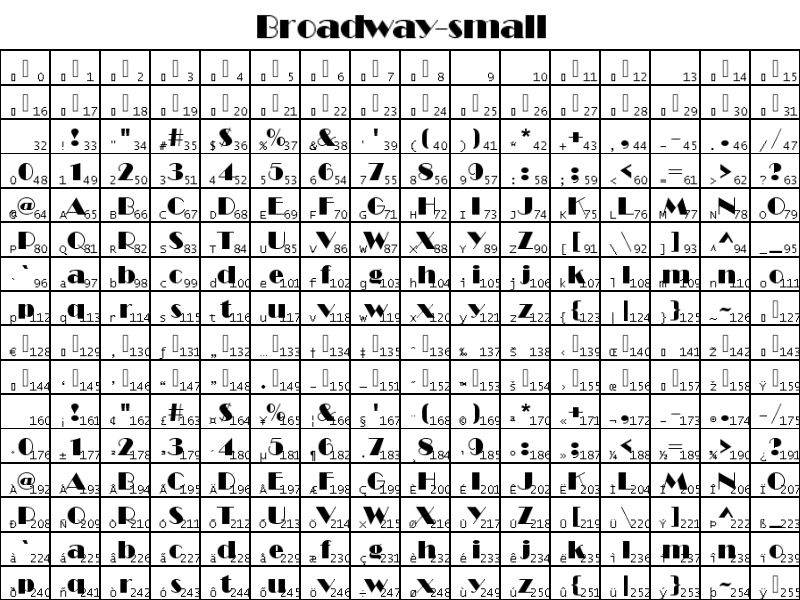 Broadway-small
0 1 2 3 4 5 6 7 8 9 10 11 12 13 14 15
16 17 18 19 20 21 22 23 24 25 26 27 28 29 30 31
32 ! ! 33 " " 34 # # 35 $ $ 36 % % 37 & & 38 ' ' 39 ( ( 40 ) ) 41 * * 42 + + 43 , , 44 - - 45 . . 46 / / 47
0 0 48 1 1 49 2 2 50 3 3 51 4 4 52 5 5 53 6 6 54 7 7 55 8 8 56 9 9 57 : : 58 ; ; 59 < < 60 = = 61 > > 62 ? ? 63
@ @ 64 A A 65 B B 66 C C 67 D D 68 E E 69 F F 70 G G 71 H H 72 I I 73 J J 74 K K 75 L L 76 M M 77 N N 78 O O 79
P P 80 Q Q 81 R R 82 S S 83 T T 84 U U 85 V V 86 W W 87 X X 88 Y Y 89 Z Z 90 [ [ 91 \ \ 92 ] ] 93 ^ ^ 94 _ _ 95
` ` 96 a a 97 b b 98 c c 99 d d 100 e e 101 f f 102 g g 103 h h 104 i i 105 j j 106 k k 107 l l 108 m m 109 n n 110 o o 111
p p 112 q q 113 r r 114 s s 115 t t 116 u u 117 v v 118 w w 119 x x 120 y y 121 z z 122 { { 123 | | 124 } } 125 ~ ~ 126 127
€ 128 129 ‚ 130 ƒ 131 „ 132 … 133 † 134 ‡ 135 ˆ 136 ‰ 137 Š 138 ‹ 139 Œ 140 141 Ž 142 143
144 ‘ 145 ’ 146 “ 147 ” 148 • 149 – 150 — 151 ˜ 152 ™ 153 š 154 › 155 œ 156 157 ž 158 Ÿ 159
160 ¡ ! 161 ¢ " 162 £ # 163 ¤ $ 164 ¥ % 165 ¦ & 166 § ' 167 ¨ ( 168 © ) 169 ª * 170 « + 171 ¬ , 172 - - 173 ® . 174 ¯ / 175
° 0 176 ± 1 177 ² 2 178 ³ 3 179 ´ 4 180 µ 5 181 ¶ 6 182 · 7 183 ¸ 8 184 ¹ 9 185 º : 186 » ; 187 ¼ < 188 ½ = 189 ¾ > 190 ¿ ? 191
À @ 192 Á A 193 Â B 194 Ã C 195 Ä D 196 Å E 197 Æ F 198 Ç G 199 È H 200 É I 201 Ê J 202 Ë K 203 Ì L 204 Í M 205 Î N 206 Ï O 207
Ð P 208 Ñ Q 209 Ò R 210 Ó S 211 Ô T 212 Õ U 213 Ö V 214 × W 215 Ø X 216 Ù Y 217 Ú Z 218 Û [ 219 Ü \ 220 Ý ] 221 Þ ^ 222 ß _ 223
à ` 224 á a 225 â b 226 ã c 227 ä d 228 å e 229 æ f 230 ç g 231 è h 232 é i 233 ê j 234 ë k 235 ì l 236 í m 237 î n 238 ï o 239
ð p 240 ñ q 241 ò r 242 ó s 243 ô t 244 õ u 245 ö v 246 ÷ w 247 ø x 248 ù y 249 ú z 250 û { 251 ü | 252 ý } 253 þ ~ 254 ÿ 255